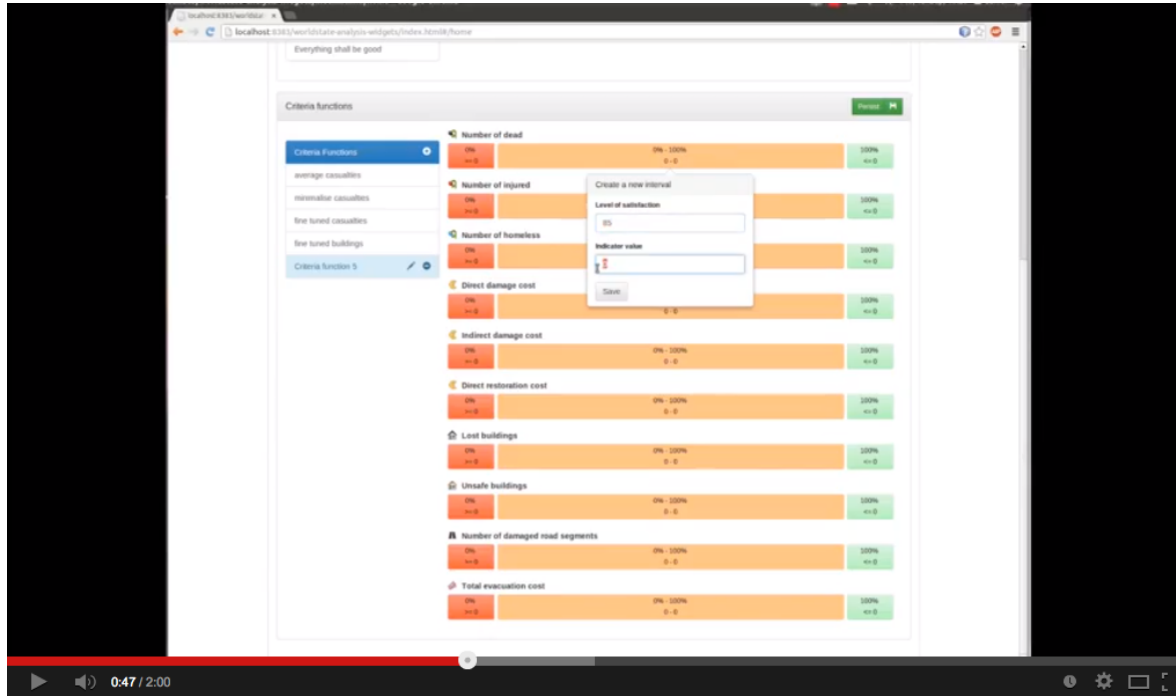 localhost:8383/worldstat
localhost:8383/worldstate-analysis-widgets/index.html#/home
Everything shall be good
Criteria functions
Persist
Criteria Functions
average casualties
minimalise casualties
fine tuned casualties
fine tuned buildings
Criteria function 5
Number of dead
0% 0% - 100% 100%
>= 0 0 - 0 <= 0
Number of injured
0% 100%
>= 0 <= 0
Number of homeless
0% 100%
>= 0 <= 0
Create a new interval
Level of satisfaction
85
Indicator value
Save
Direct damage cost
0% 100%
>= 0 0 - 0 <= 0
Indirect damage cost
0% 0% - 100% 100%
>= 0 0 - 0 <= 0
Direct restoration cost
0% 0% - 100% 100%
>= 0 0 - 0 <= 0
Lost buildings
0% 0% - 100% 100%
>= 0 0 - 0 <= 0
Unsafe buildings
0% 0% - 100% 100%
>= 0 0 - 0 <= 0
Number of damaged road segments
0% 0% - 100% 100%
>= 0 0 - 0 <= 0
Total evacuation cost
0% 0% - 100% 100%
>= 0 0 - 0 <= 0
0:47 / 2:00